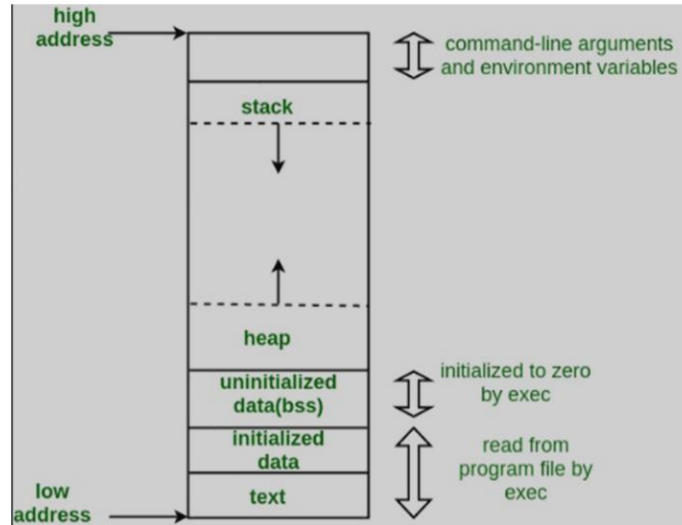 high
address
command-line arguments
and environment variables
stack
heap
uninitialized
data(bss)
initialized to zero
by exec
initialized
data
read from
program file by
exec
text
low
address